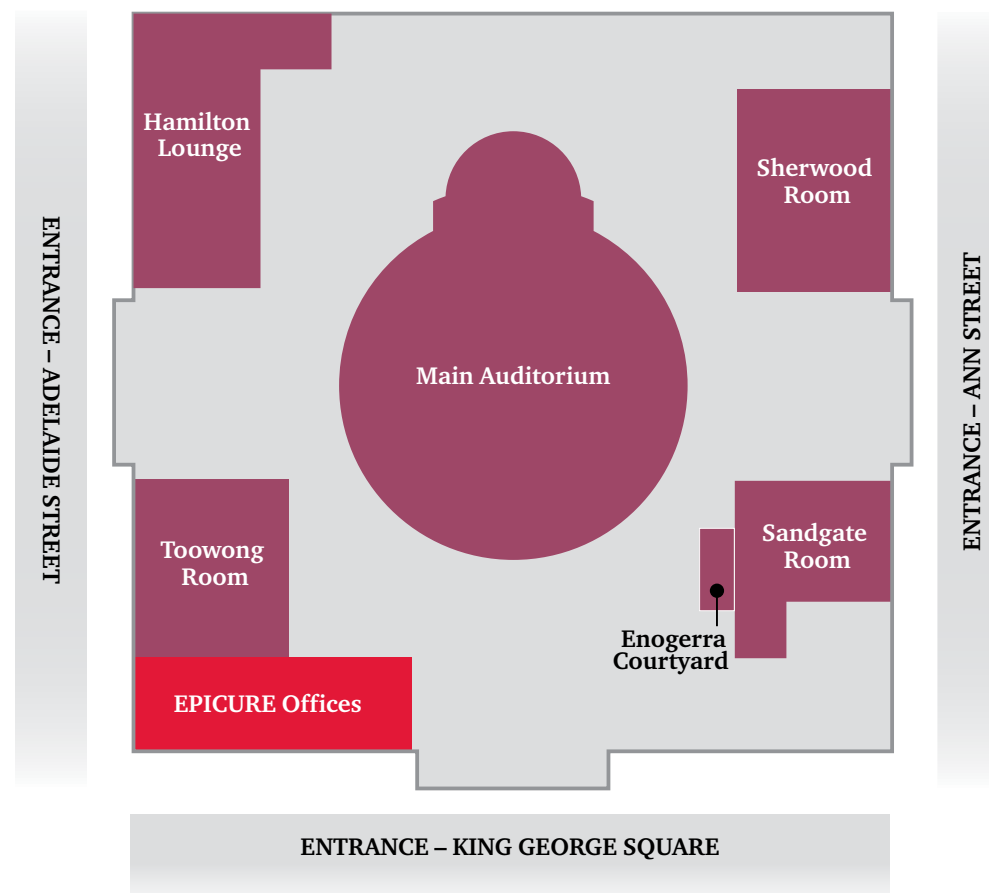 Hamilton
Lounge
Sherwood
Room
ENTRANCE – ADELAIDE STREET
Main Auditorium
ENTRANCE – ANN STREET
Toowong
Room
Sandgate
Room
Enogerra
Courtyard
EPICURE Offices
ENTRANCE – KING GEORGE SQUARE